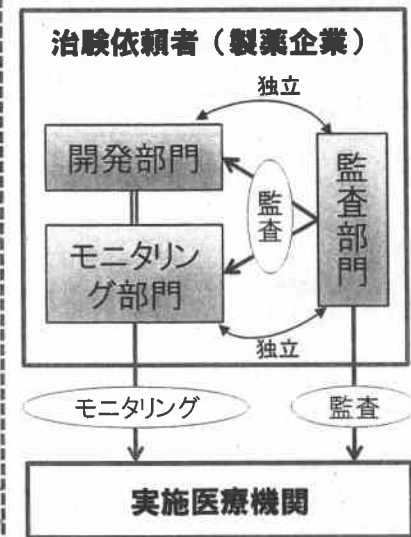 治験依頼者（製薬企業）
独立
開発部門
監査
監査部門
モニタリン
グ部門
独立
モニタリング
監査
実施医療機関